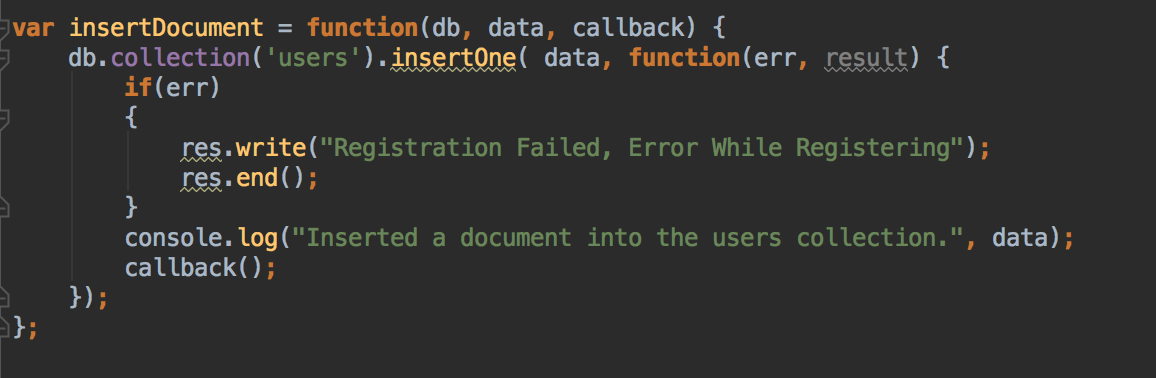 var insertDocument = function(db, data, callback) {
    db.collection('users').insertOne( data, function(err, result) {
        if(err)
        {
            res.write("Registration Failed, Error While Registering");
            res.end();
        }
        console.log("Inserted a document into the users collection.", data);
        callback();
    });
};